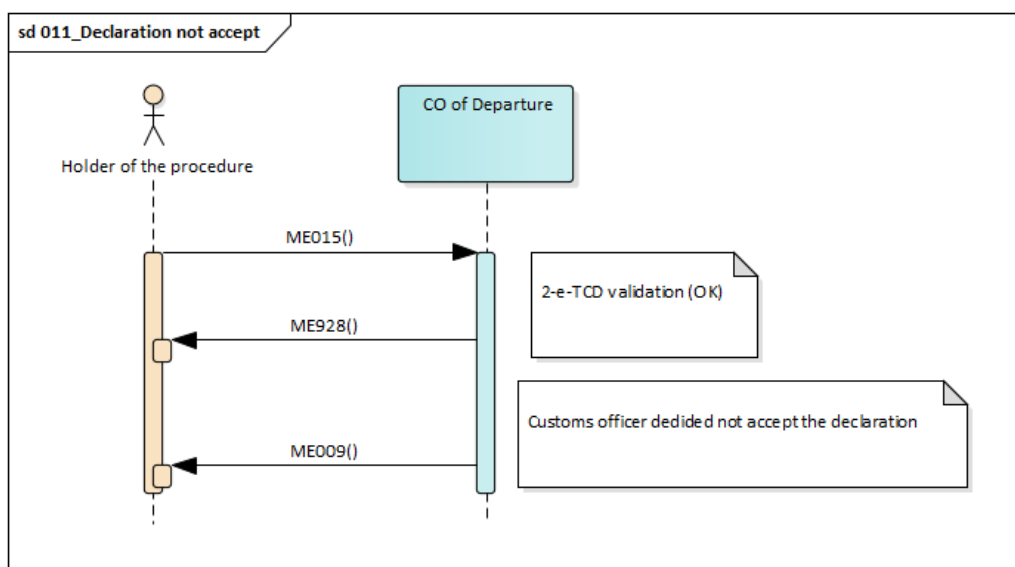 sd 011_Declaration not accept
CO of Departure
Holder of the procedure
ME015()
2-e-TCD validation (OK)
ME928()
Customs officer dedided not accept the declaration
ME009()